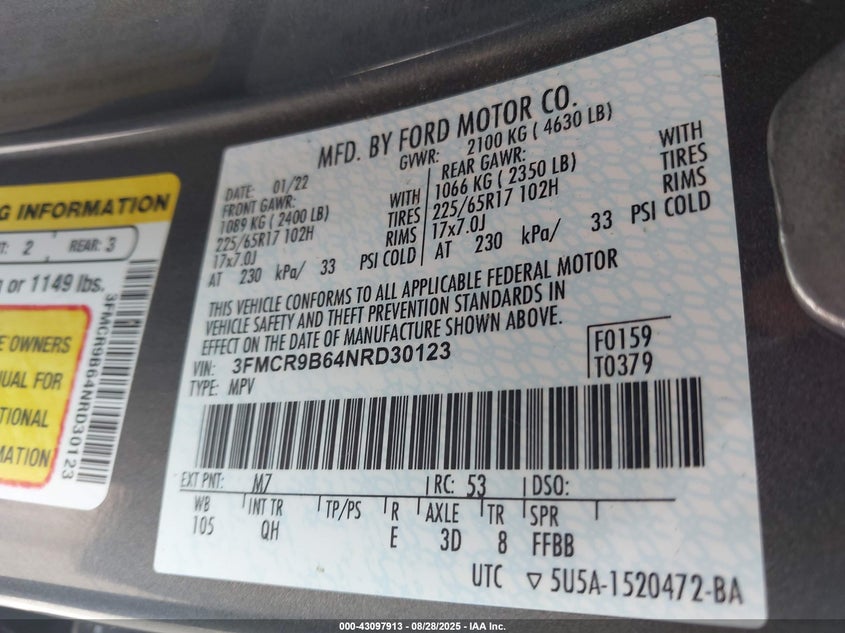 MFD. BY FORD MOTOR CO.
DATE: 01/22
GVWR: 2100 KG ( 4630 LB)
FRONT GAWR:
1089 KG ( 2400 LB) WITH
225/65R17 102H TIRES
17x7.0J RIMS
AT 230 kPa/ 33 PSI COLD
REAR GAWR:
1066 KG ( 2350 LB) WITH
225/65R17 102H TIRES
17x7.0J RIMS
AT 230 kPa/ 33 PSI COLD
THIS VEHICLE CONFORMS TO ALL APPLICABLE FEDERAL MOTOR
VEHICLE SAFETY AND THEFT PREVENTION STANDARDS IN
EFFECT ON THE DATE OF MANUFACTURE SHOWN ABOVE.
VIN: 3FMCR9B64NRD30123
TYPE: MPV
F0159
T0379
EXT PNT: M7 RC: 53 DSO:
WB INT TR TP/PS R AXLE TR SPR
105 QH E 3D 8 FFBB
UTC ▽ 5U5A-1520472-BA
G INFORMATION
2 REAR: 3
or 1149 lbs.
3FMCR9B64NRD30123
E OWNERS
UAL FOR
TIONAL
MATION
000-43097913 | 08/28/2025 - IAA Inc.